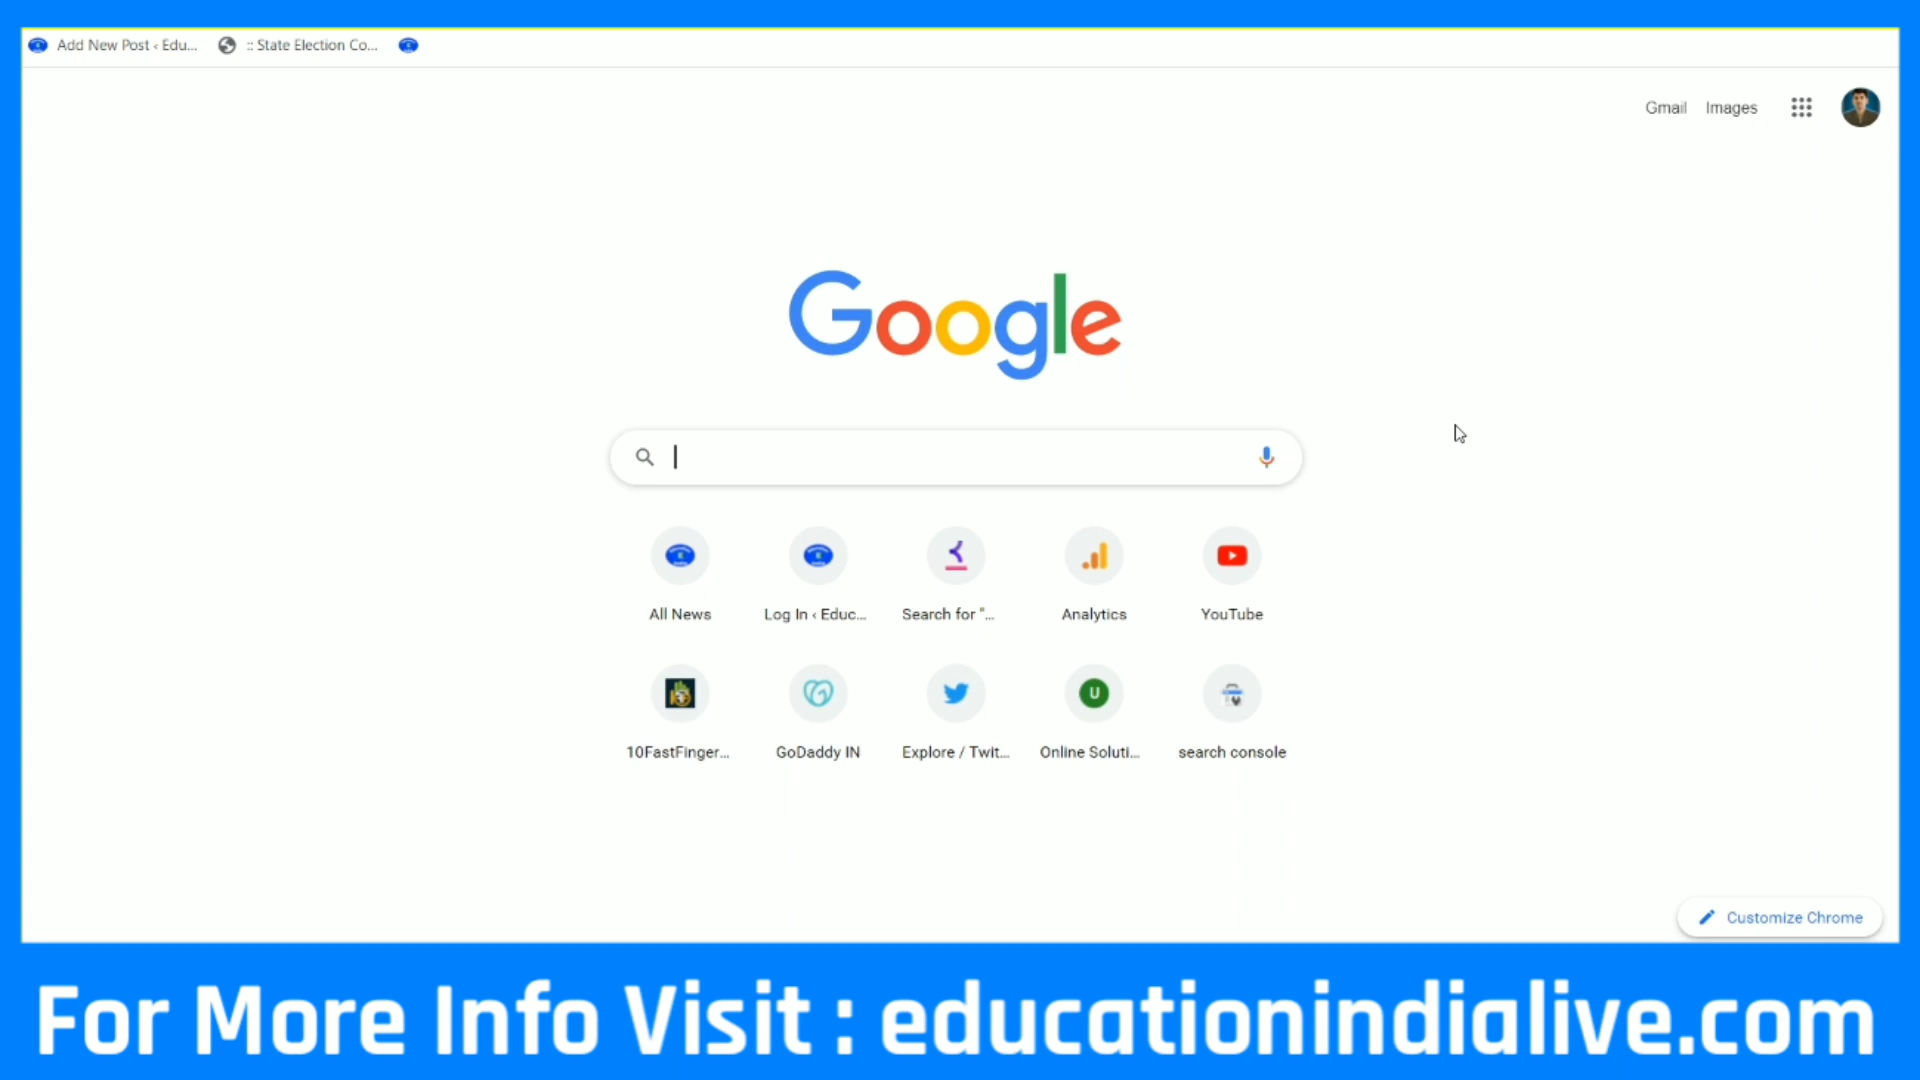 Add New Post ‹ Edu...
:: State Election Co...
Gmail
Images
Google
All News
Log In ‹ Educ...
Search for "...
Analytics
YouTube
10FastFinger...
GoDaddy IN
Explore / Twit...
U
Online Soluti...
search console
Customize Chrome
For More Info Visit : educationindialive.com